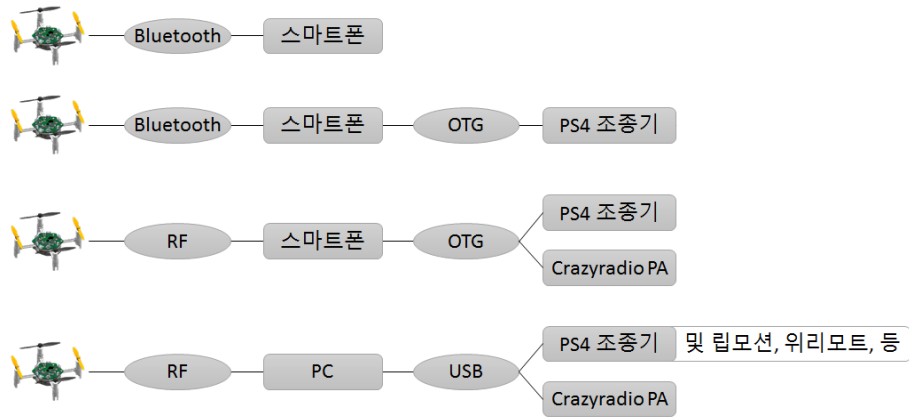 Bluetooth 스마트폰
Bluetooth 스마트폰 OTG PS4 조종기
PS4 조종기
RF 스마트폰 OTG
Crazyradio PA
PS4 조종기 및 립모션, 위리모트, 등
RF PC USB
Crazyradio PA